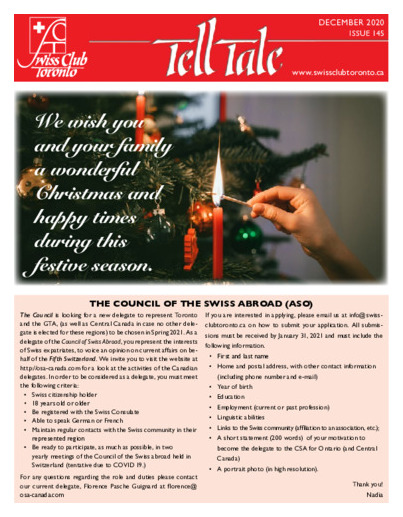 DECEMBER 2020
ISSUE 145
Swiss Club
Toronto
Tell Tale
www.swissclubtoronto.ca
We wish you
and your family
a wonderful
Christmas and
happy times
during this
festive season.
THE COUNCIL OF THE SWISS ABROAD (ASO)
The Council is looking for a new delegate to represent Toronto
and the GTA, (as well as Central Canada in case no other dele-
gate is elected for these regions) to be chosen in Spring 2021. As a
delegate of the Council of Swiss Abroad, you represent the interests
of Swiss expatriates, to voice an opinion on current affairs on be-
half of the Fifth Switzerland. We invite you to visit the website at
http://osa-canada.com for a look at the activities of the Canadian
delegates. In order to be considered as a delegate, you must meet
the following criteria:
• Swiss citizenship holder
• 18 years old or older
• Be registered with the Swiss Consulate
• Able to speak German or French
• Maintain regular contacts with the Swiss community in their
represented region
• Be ready to participate, as much as possible, in two
yearly meetings of the Council of the Swiss abroad held in
Switzerland (tentative due to COVID 19.)
For any questions regarding the role and duties please contact
our current delegate, Florence Pasche Guignard at florence@
osa-canada.com
If you are interested in applying, please email us at info@swiss-
clubtoronto.ca on how to submit your application. All submis-
sions must be received by January 31, 2021 and must include the
following information.
• First and last name
• Home and postal address, with other contact information
(including phone number and e-mail)
• Year of birth
• Education
• Employment (current or past profession)
• Linguistic abilities
• Links to the Swiss community (affiliation to an association, etc.);
• A short statement (200 words) of your motivation to
become the delegate to the CSA for Ontario (and Central
Canada)
• A portrait photo (in high resolution).
Thank you!
Nadia